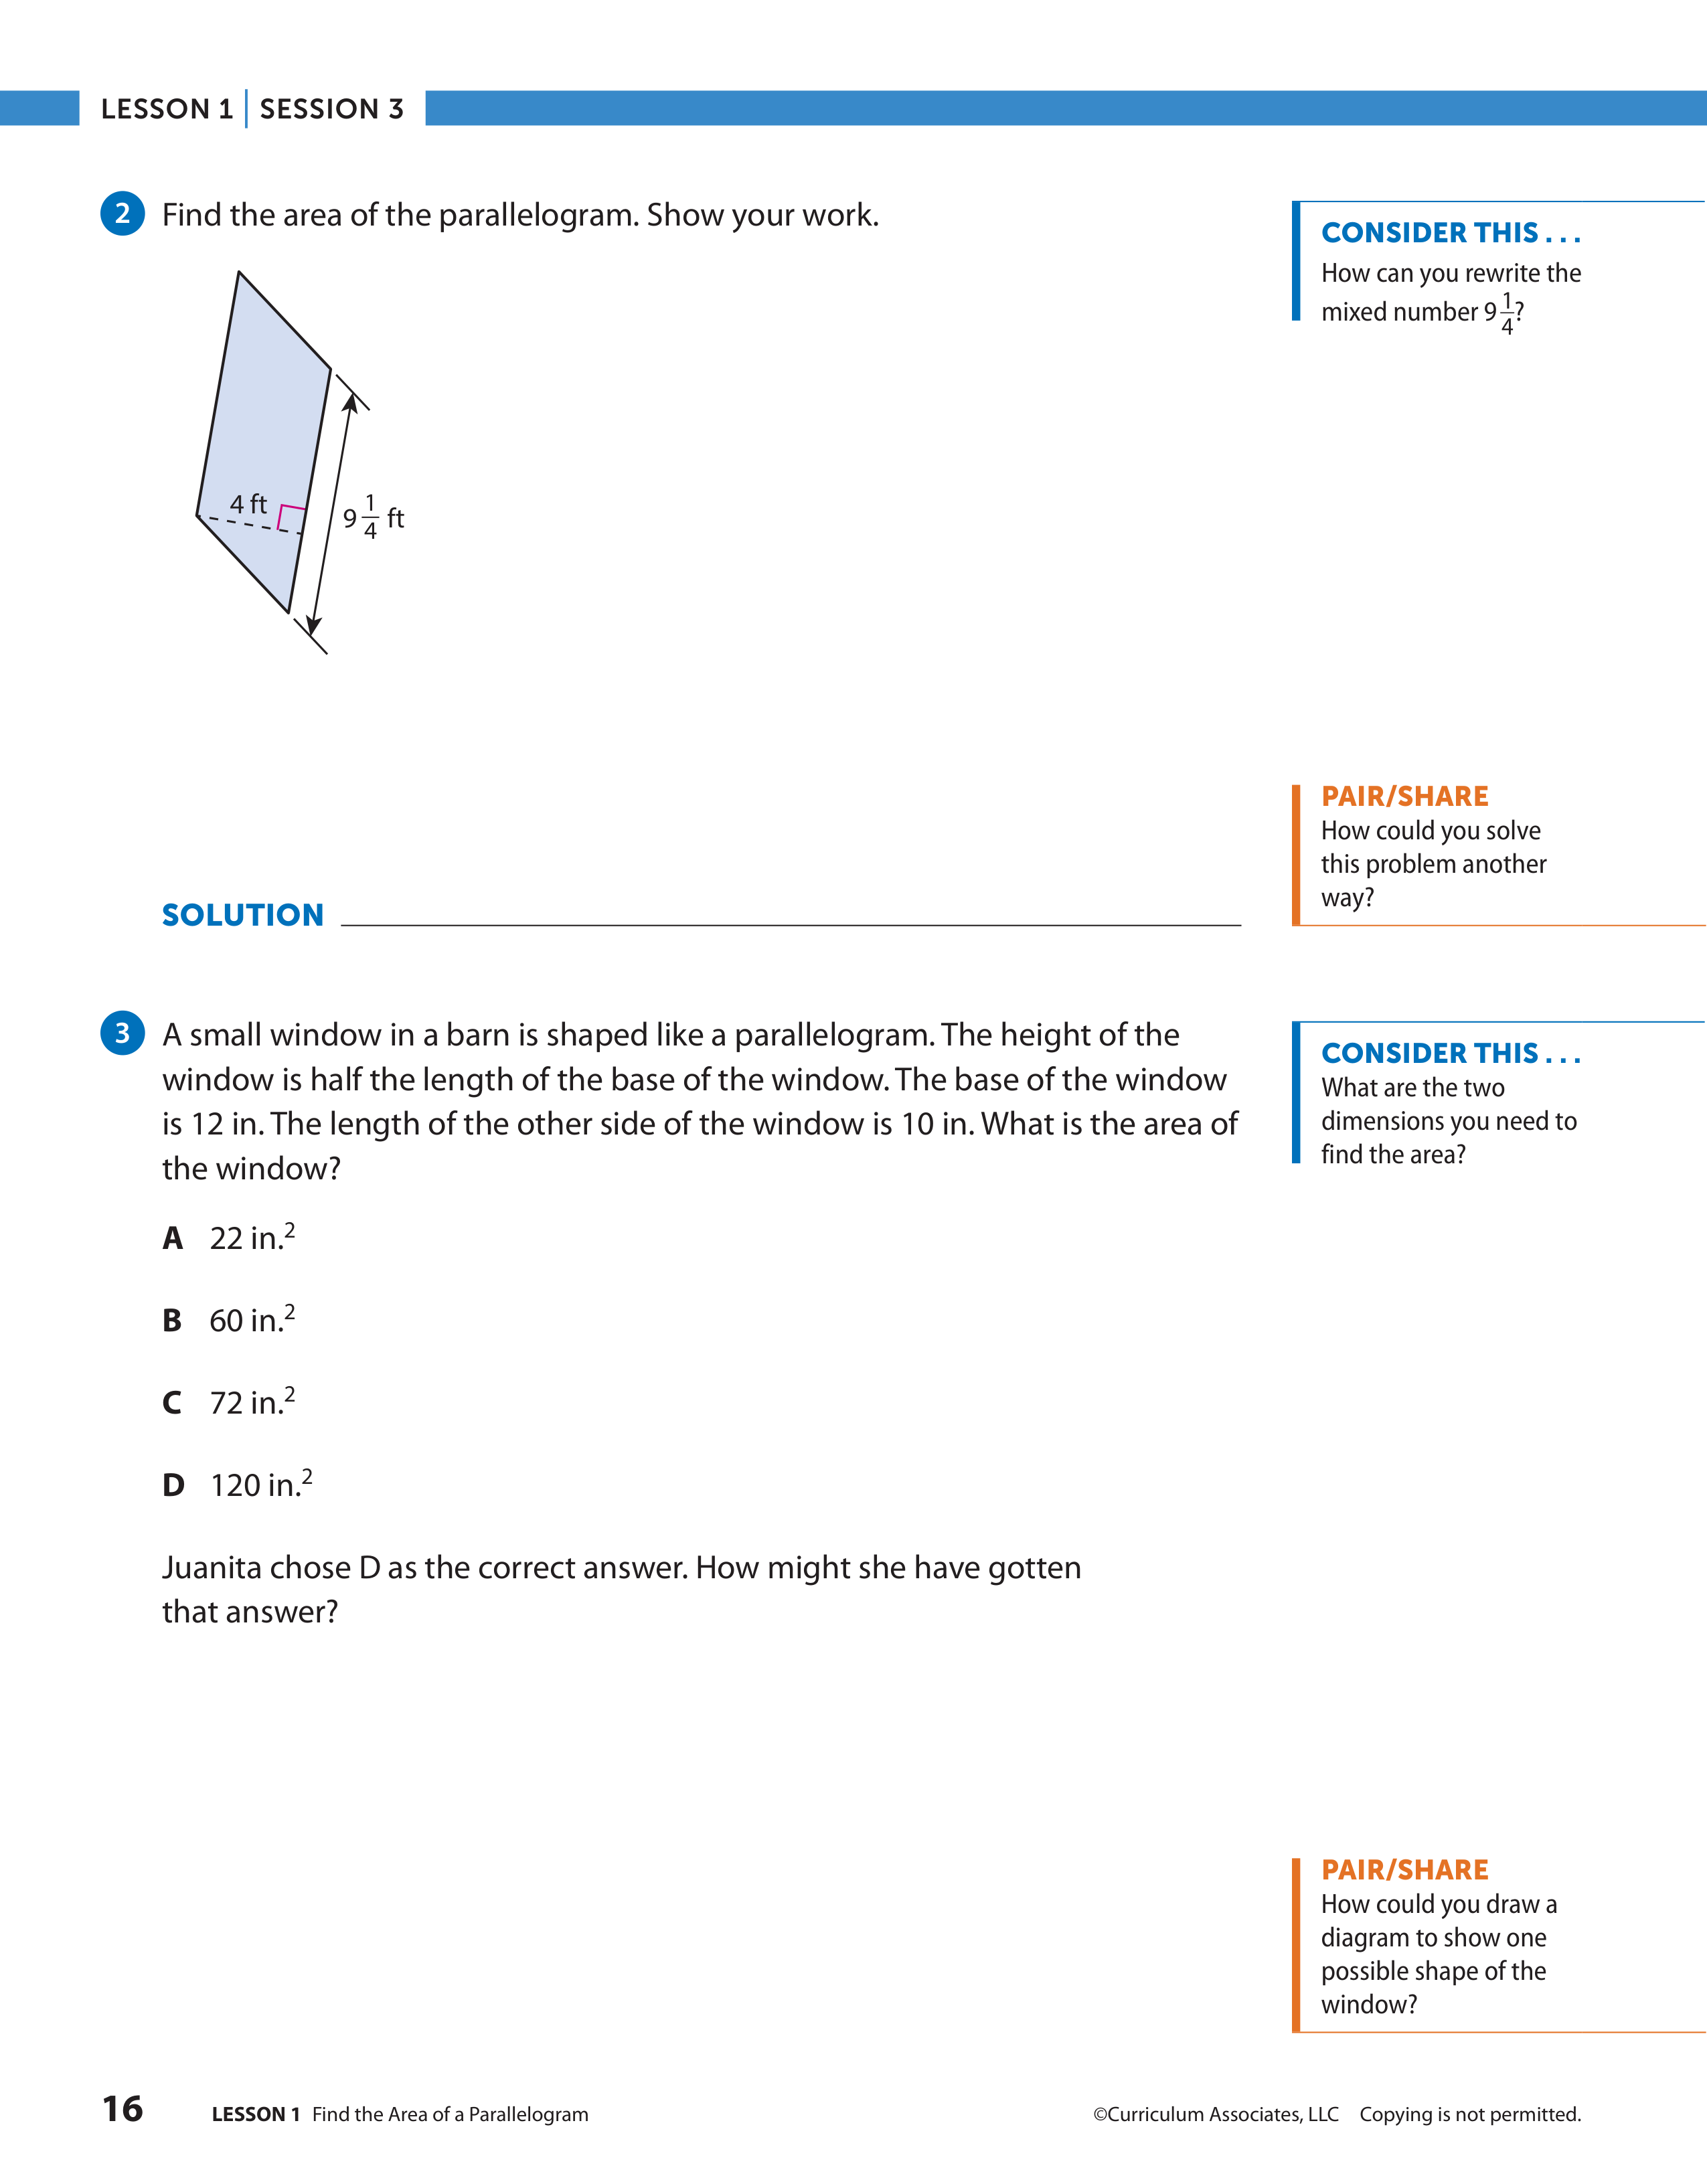 LESSON 1 | SESSION 3
2 Find the area of the parallelogram. Show your work.
4 ft
9 1/4 ft
CONSIDER THIS . . .
How can you rewrite the
mixed number 9 1/4?
PAIR/SHARE
How could you solve
this problem another
way?
SOLUTION
3 A small window in a barn is shaped like a parallelogram. The height of the
window is half the length of the base of the window. The base of the window
is 12 in. The length of the other side of the window is 10 in. What is the area of
the window?
A 22 in.²
B 60 in.²
C 72 in.²
D 120 in.²
Juanita chose D as the correct answer. How might she have gotten
that answer?
CONSIDER THIS . . .
What are the two
dimensions you need to
find the area?
PAIR/SHARE
How could you draw a
diagram to show one
possible shape of the
window?
16 LESSON 1 Find the Area of a Parallelogram
©Curriculum Associates, LLC Copying is not permitted.